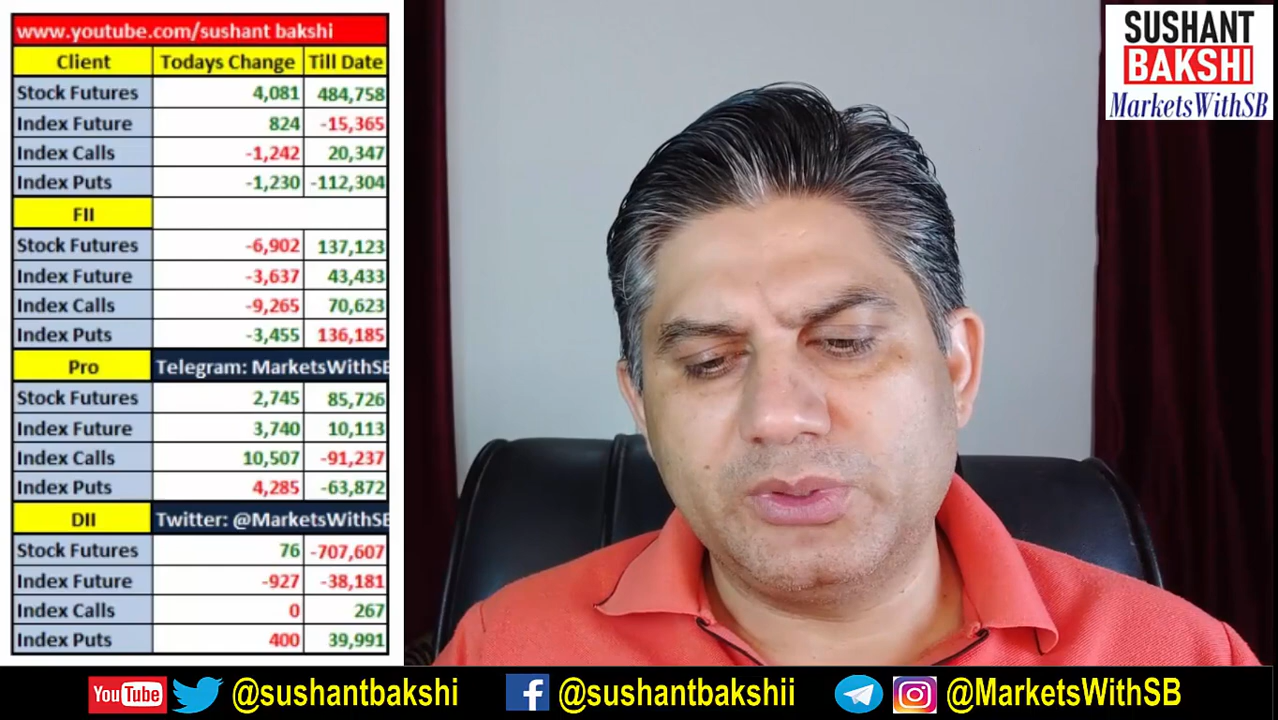 www.youtube.com/sushant bakshi
Client Todays Change Till Date
Stock Futures 4,081 484,758
Index Future 824 -15,365
Index Calls -1,242 20,347
Index Puts -1,230 -112,304
FII
Stock Futures -6,902 137,123
Index Future -3,637 43,433
Index Calls -9,265 70,623
Index Puts -3,455 136,185
Pro Telegram: MarketsWithSB
Stock Futures 2,745 85,726
Index Future 3,740 10,113
Index Calls 10,507 -91,237
Index Puts 4,285 -63,872
DII Twitter: @MarketsWithSB
Stock Futures 76 -707,607
Index Future -927 -38,181
Index Calls 0 267
Index Puts 400 39,991
SUSHANT
BAKSHI
MarketsWithSB
YouTube @sushantbakshi @sushantbakshii @MarketsWithSB